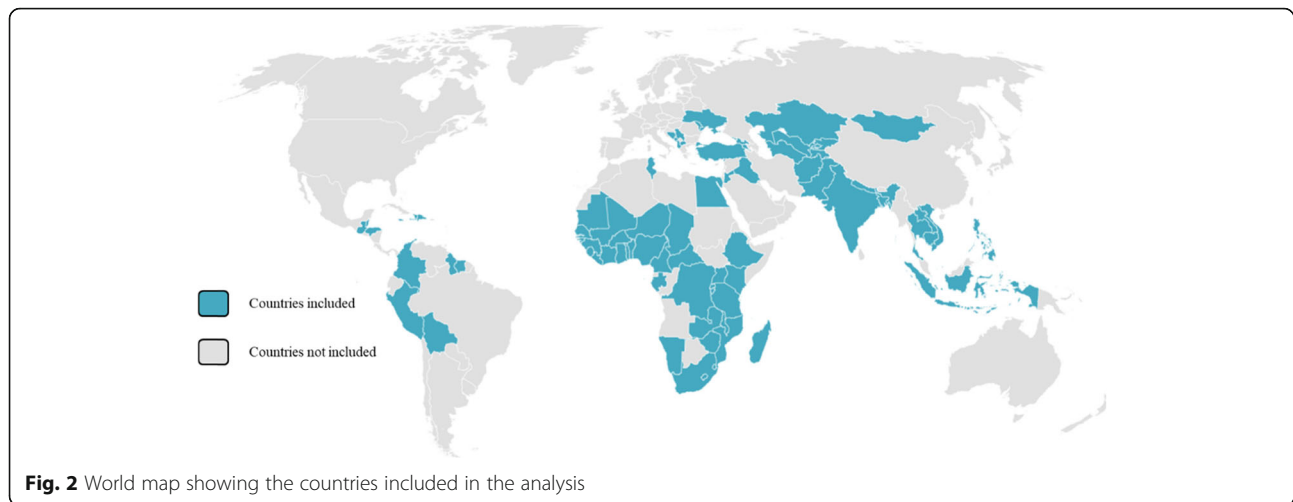 Countries included
Countries not included
Fig. 2 World map showing the countries included in the analysis